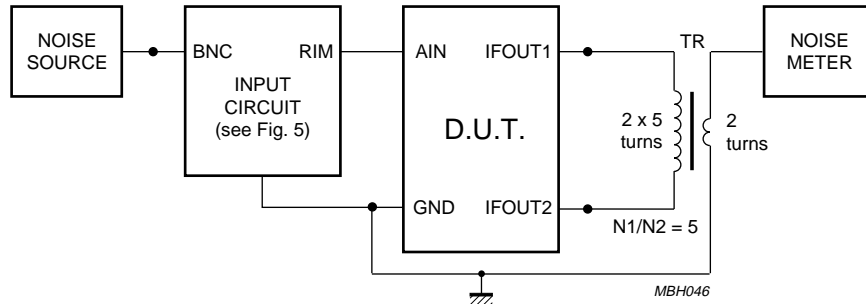 NOISE
SOURCE
BNC
RIM
INPUT
CIRCUIT
(see Fig. 5)
AIN
IFOUT1
D.U.T.
GND
IFOUT2
TR
2 x 5
turns
2
turns
N1/N2 = 5
NOISE
METER
MBH046